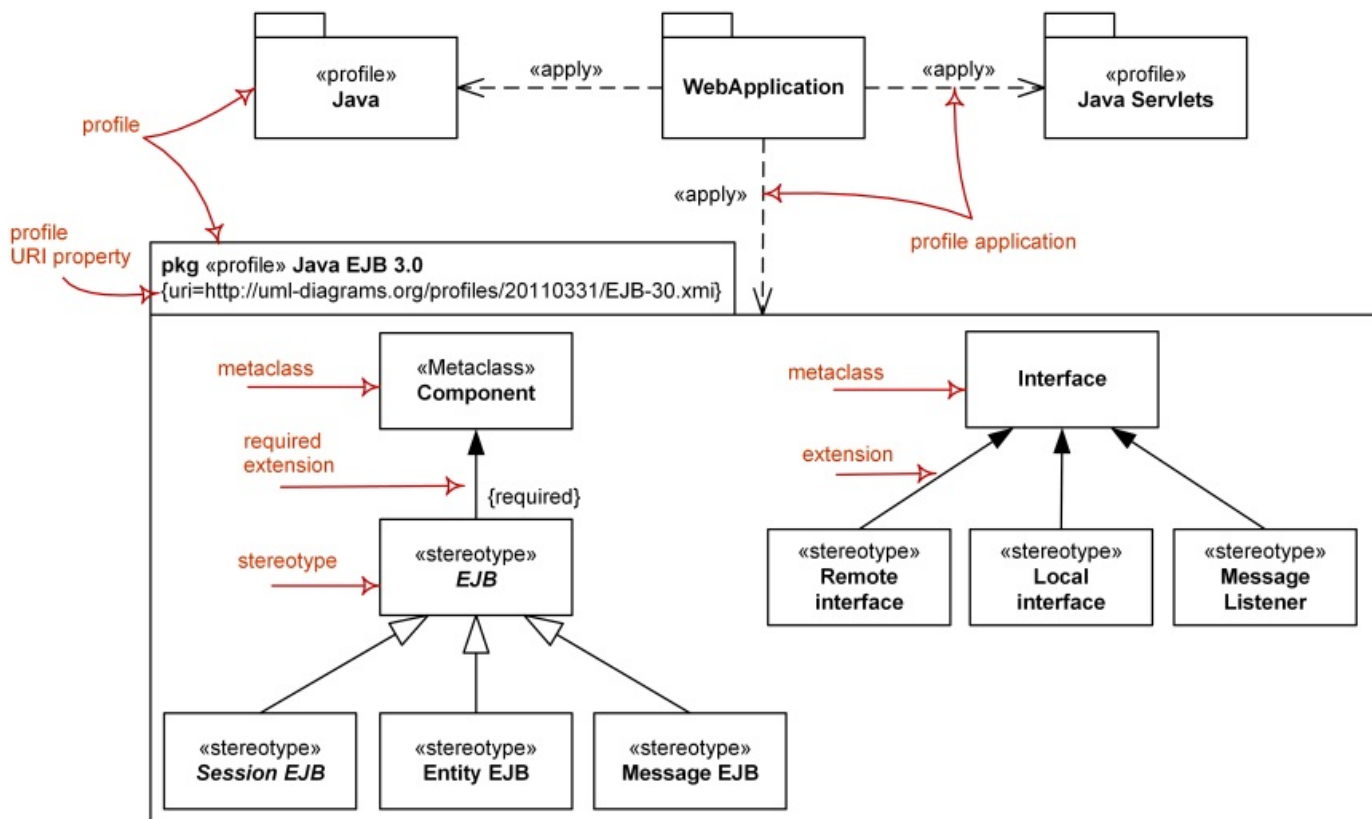 «profile»
Java
«apply»
WebApplication
«apply»
«profile»
Java Servlets
profile
«apply»
profile application
profile
URI property
pkg «profile» Java EJB 3.0
{uri=http://uml-diagrams.org/profiles/20110331/EJB-30.xmi}
metaclass
«Metaclass»
Component
metaclass
Interface
required
extension
{required}
extension
stereotype
«stereotype»
EJB
«stereotype»
Remote
interface
«stereotype»
Local
interface
«stereotype»
Message
Listener
«stereotype»
Session EJB
«stereotype»
Entity EJB
«stereotype»
Message EJB